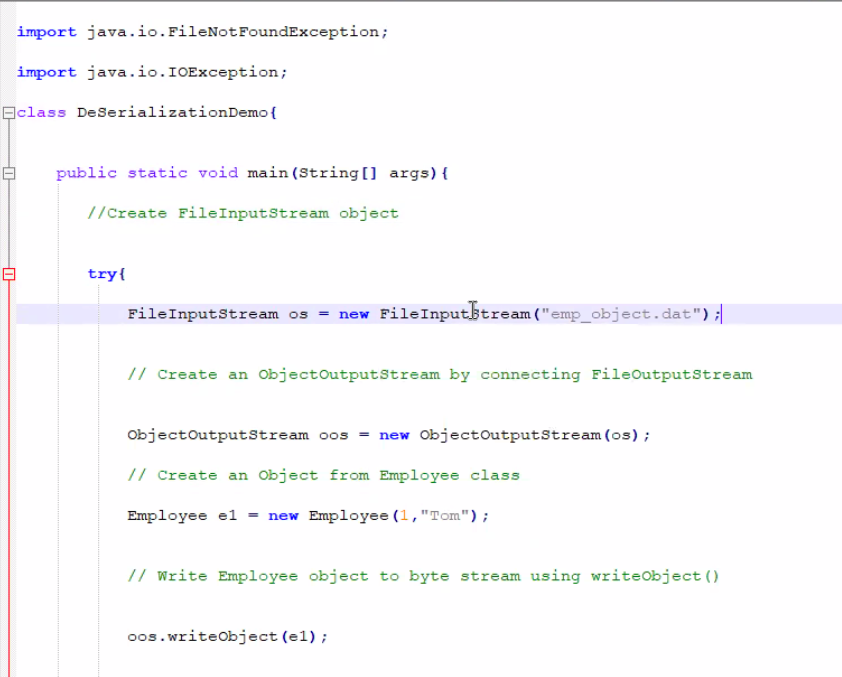 import java.io.FileNotFoundException;
import java.io.IOException;
class DeSerializationDemo{
public static void main(String[] args){
//Create FileInputStream object
try{
FileInputStream os = new FileInputStream("emp_object.dat");
// Create an ObjectOutputStream by connecting FileOutputStream
ObjectOutputStream oos = new ObjectOutputStream(os);
// Create an Object from Employee class
Employee e1 = new Employee(1,"Tom");
// Write Employee object to byte stream using writeObject()
oos.writeObject(e1);